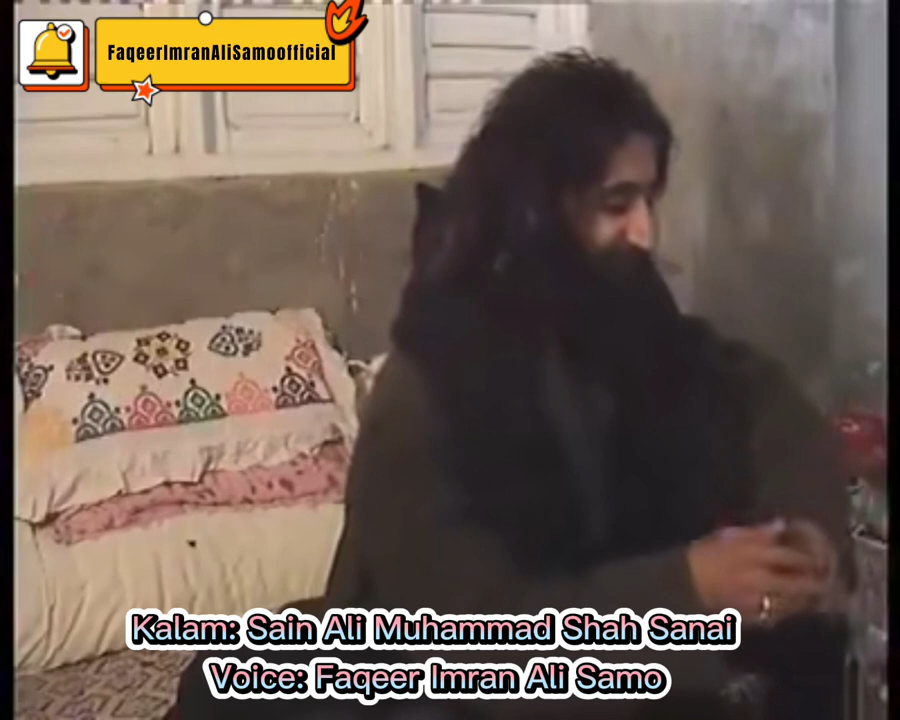 FaqeerImranAliSamoofficial
Kalam: Sain Ali Muhammad Shah Sanai
Voice: Faqeer Imran Ali Samo